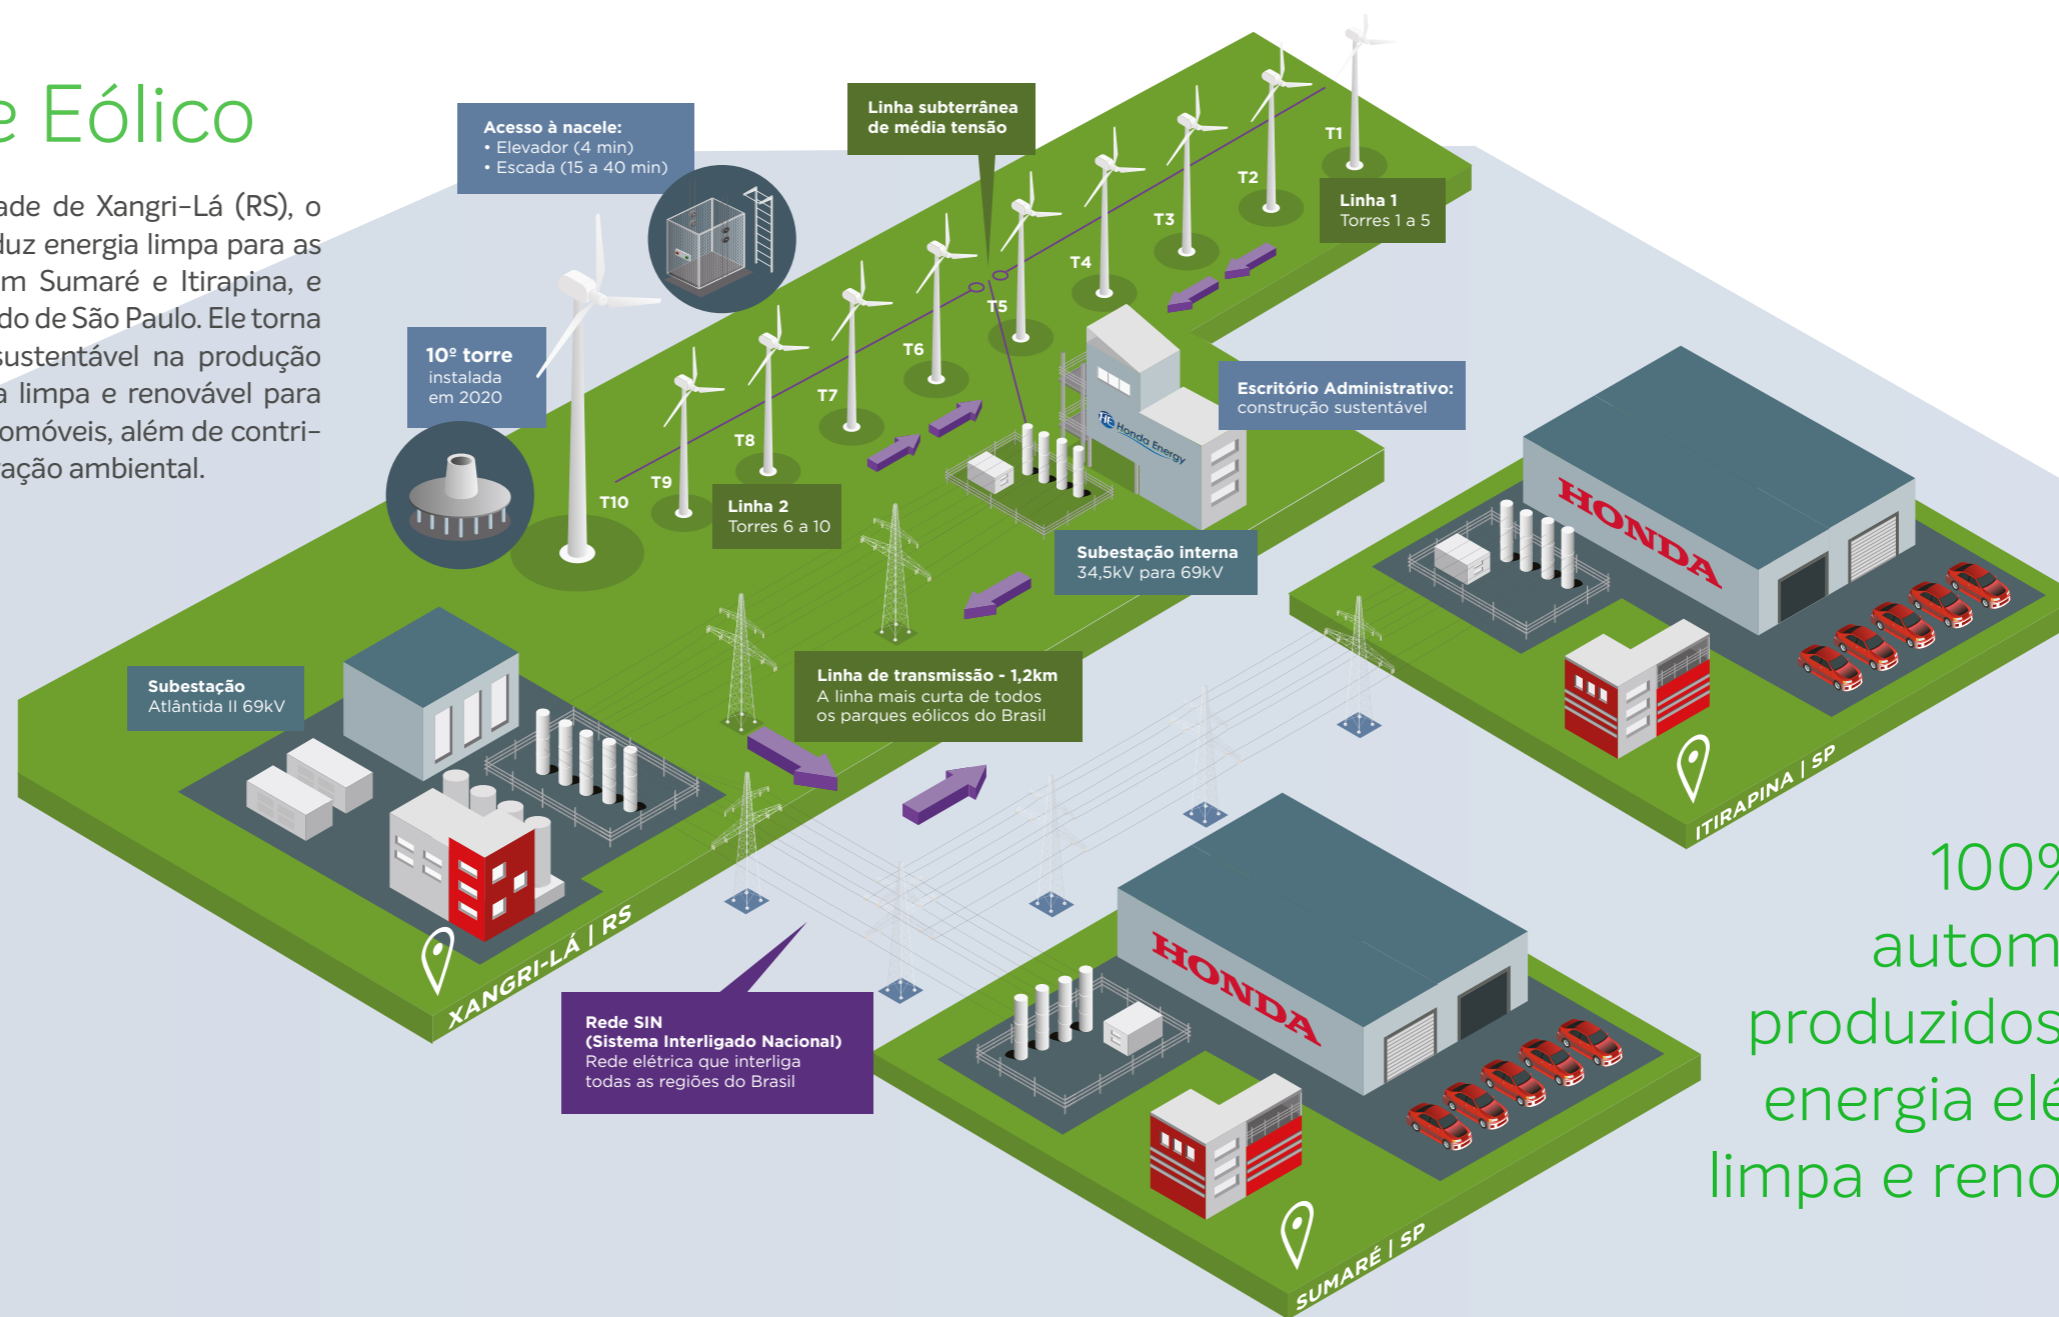 e Eólico
ade de Xangri-Lá (RS), o
duz energia limpa para as
m Sumaré e Itirapina, e
do de São Paulo. Ele torna
sustentável na produção
a limpa e renovável para
omóveis, além de contri-
ração ambiental.
Acesso à nacele:
• Elevador (4 min)
• Escada (15 a 40 min)
Linha subterrânea
de média tensão
10º torre
instalada
em 2020
T1
T2
T3
T4
T5
T6
T7
T8
T9
T10
Linha 1
Torres 1 a 5
Linha 2
Torres 6 a 10
HE Honda Energy
Escritório Administrativo:
construção sustentável
Subestação interna
34,5kV para 69kV
Subestação
Atlântida II 69kV
Linha de transmissão - 1,2km
A linha mais curta de todos
os parques eólicos do Brasil
Rede SIN
(Sistema Interligado Nacional)
Rede elétrica que interliga
todas as regiões do Brasil
XANGRI-LÁ | RS
HONDA
ITIRAPINA | SP
HONDA
SUMARÉ | SP
100%
autom
produzidos
energia elé
limpa e reno